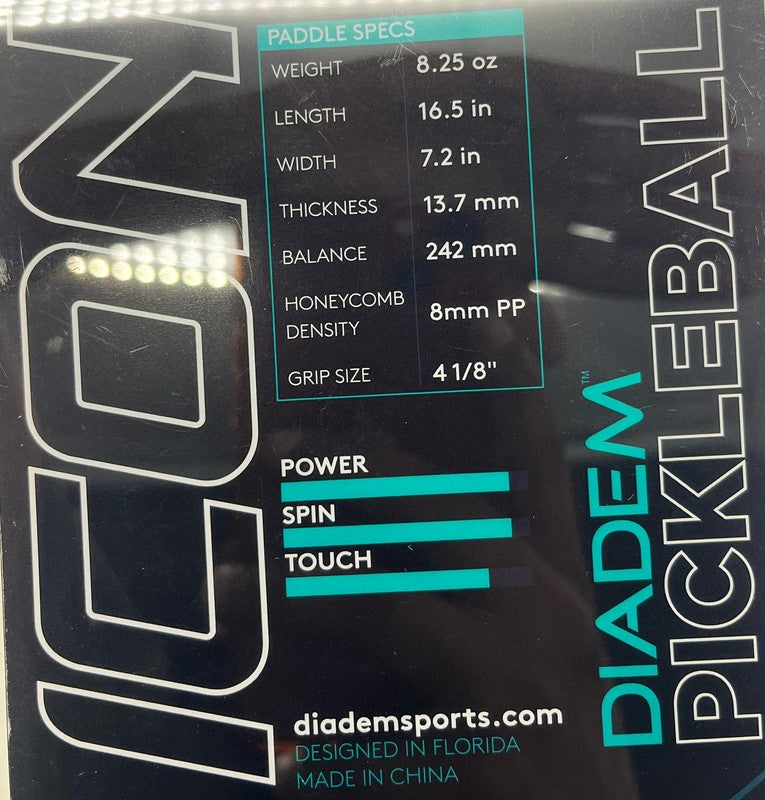 ICON
PADDLE SPECS
WEIGHT 8.25 oz
LENGTH 16.5 in
WIDTH 7.2 in
THICKNESS 13.7 mm
BALANCE 242 mm
HONEYCOMB DENSITY 8mm PP
GRIP SIZE 4 1/8"
POWER
SPIN
TOUCH
diademsports.com
DESIGNED IN FLORIDA
MADE IN CHINA
DIADEM™
PICKLEBALL